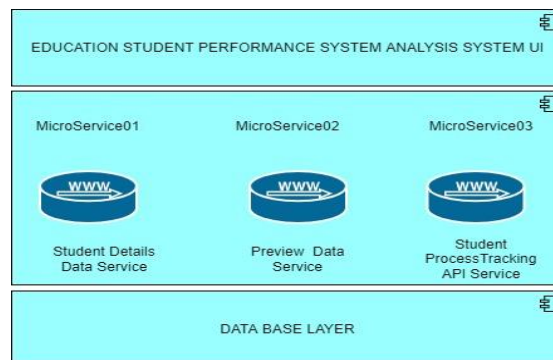 EDUCATION STUDENT PERFORMANCE SYSTEM ANALYSIS SYSTEM UI
MicroService01
MicroService02
MicroService03
WWW
WWW
WWW
Student Details
Data Service
Preview Data
Service
Student
ProcessTracking
API Service
DATA BASE LAYER